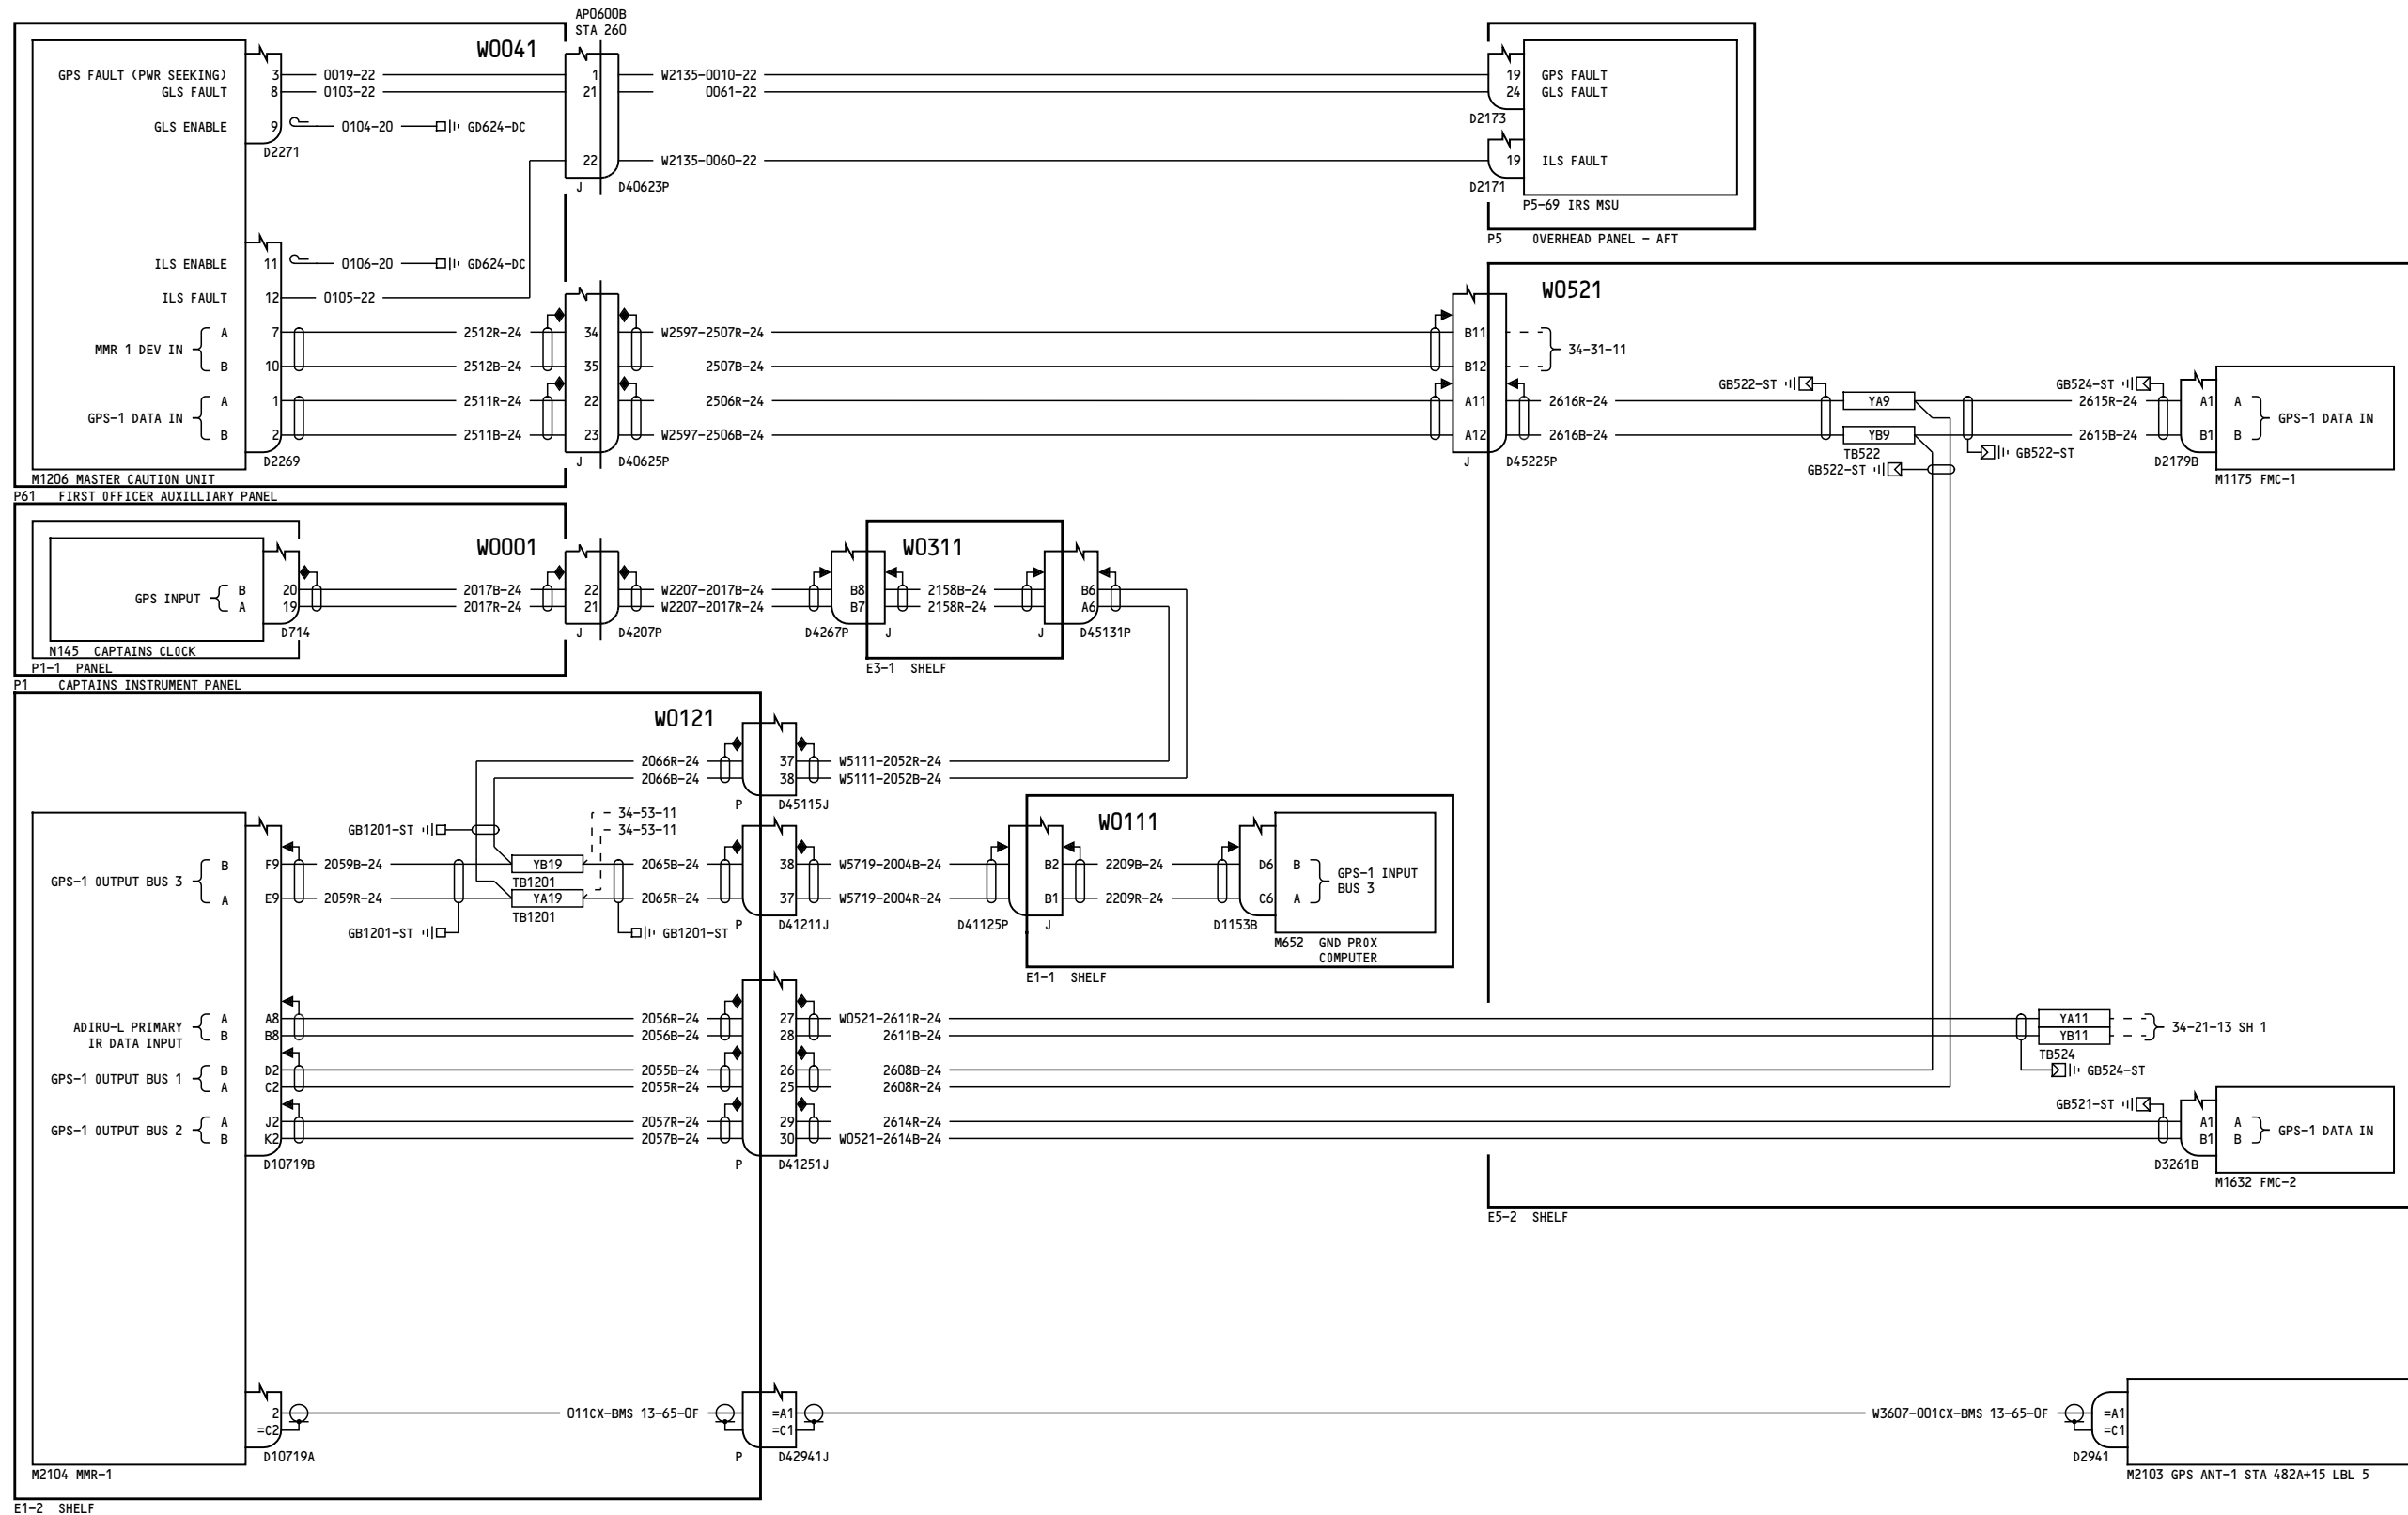 AP0600B
STA 260
W0041
GPS FAULT (PWR SEEKING) 3 0019-22 1 W2135-0010-22 19 GPS FAULT
GLS FAULT 8 0103-22 21 0061-22 24 GLS FAULT
D2173
GLS ENABLE 9 0104-20 GD624-DC
D2271
22 W2135-0060-22 19 ILS FAULT
J D40623P D2171
P5-69 IRS MSU
P5 OVERHEAD PANEL - AFT
ILS ENABLE 11 0106-20 GD624-DC
ILS FAULT 12 0105-22
W0521
A 7 2512R-24 34 W2597-2507R-24 B11
MMR 1 DEV IN 34-31-11
B 10 2512B-24 35 2507B-24 B12
GB522-ST GB524-ST
A 1 2511R-24 22 2506R-24 A11 2616R-24 YA9 2615R-24 A1 A
GPS-1 DATA IN GPS-1 DATA IN
B 2 2511B-24 23 W2597-2506B-24 A12 2616B-24 YB9 2615B-24 B1 B
TB522 GB522-ST
D2269 J D40625P J D45225P D2179B
GB522-ST
M1206 MASTER CAUTION UNIT M1175 FMC-1
P61 FIRST OFFICER AUXILLIARY PANEL
W0001 W0311
B 20 2017B-24 22 W2207-2017B-24 B8 2158B-24 B6
GPS INPUT
A 19 2017R-24 21 W2207-2017R-24 B7 2158R-24 A6
D714 J D4207P D4267P J J D45131P
N145 CAPTAINS CLOCK
P1-1 PANEL E3-1 SHELF
P1 CAPTAINS INSTRUMENT PANEL
W0121
2066R-24 37 W5111-2052R-24
2066B-24 38 W5111-2052B-24
P D45115J
34-53-11
GB1201-ST 34-53-11 W0111
B F9 2059B-24 YB19 2065B-24 38 W5719-2004B-24 B2 2209B-24 D6 B
GPS-1 OUTPUT BUS 3 TB1201 GPS-1 INPUT
BUS 3
A E9 2059R-24 YA19 2065R-24 37 W5719-2004R-24 B1 2209R-24 C6 A
TB1201
GB1201-ST GB1201-ST P D41211J D41125P J D1153B
M652 GND PROX
COMPUTER
E1-1 SHELF
A A8 2056R-24 27 W0521-2611R-24 YA11
ADIRU-L PRIMARY 34-21-13 SH 1
B B8 2056B-24 28 2611B-24 YB11
IR DATA INPUT
TB524
B D2 2055B-24 26 2608B-24 GB524-ST
GPS-1 OUTPUT BUS 1
A C2 2055R-24 25 2608R-24
GB521-ST
A J2 2057R-24 29 2614R-24 A1 A
GPS-1 OUTPUT BUS 2 GPS-1 DATA IN
B K2 2057B-24 30 W0521-2614B-24 B1 B
D10719B P D41251J D3261B
M1632 FMC-2
E5-2 SHELF
2 011CX-BMS 13-65-0F =A1 W3607-001CX-BMS 13-65-0F =A1
=C2 =C1 =C1
D10719A P D42941J D2941
M2104 MMR-1 M2103 GPS ANT-1 STA 482A+15 LBL 5
E1-2 SHELF